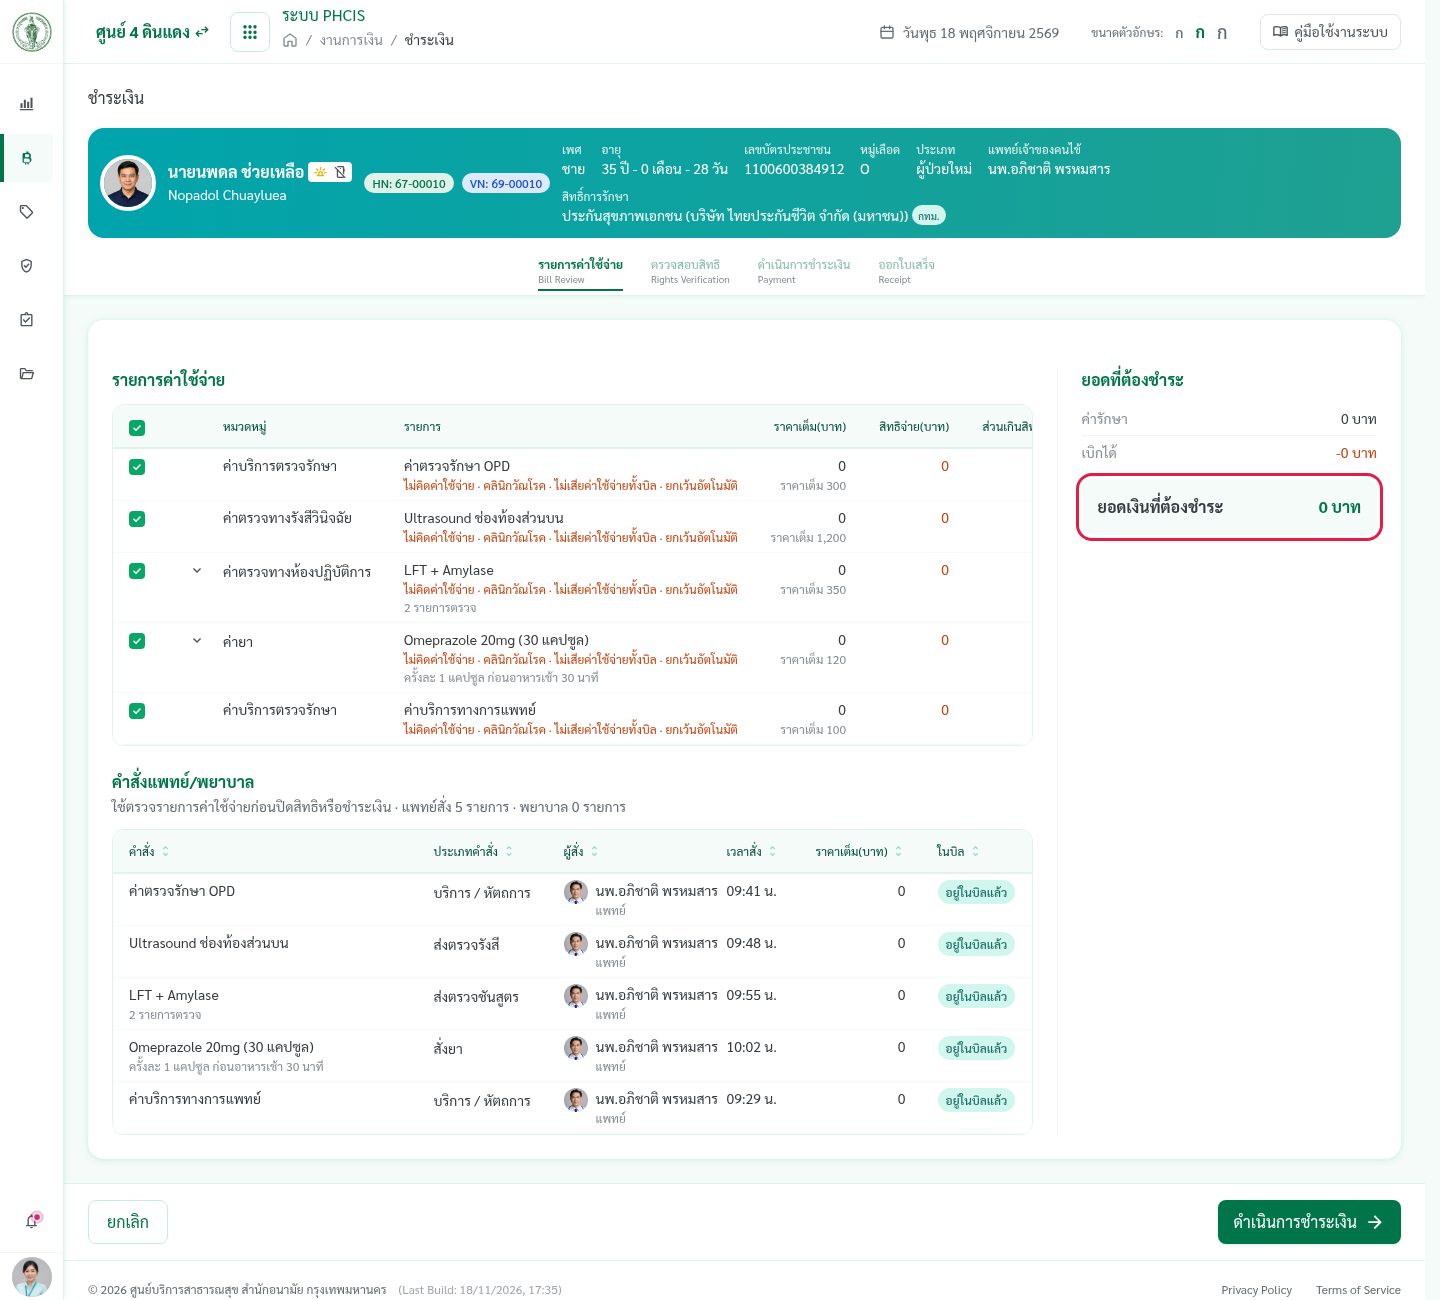 ศูนย์ 4 ดินแดง
ระบบ PHCIS
/ งานการเงิน / ชำระเงิน
วันพุธ 18 พฤศจิกายน 2569
ขนาดตัวอักษร: ก ก ก
คู่มือใช้งานระบบ
ชำระเงิน
นายนพดล ช่วยเหลือ
Nopadol Chuayluea
HN: 67-00010
VN: 69-00010
เพศ อายุ เลขบัตรประชาชน หมู่เลือด ประเภท แพทย์เจ้าของคนไข้
ชาย 35 ปี - 0 เดือน - 28 วัน 1100600384912 O ผู้ป่วยใหม่ นพ.อภิชาติ พรหมสาร
สิทธิ์การรักษา
ประกันสุขภาพเอกชน (บริษัท ไทยประกันชีวิต จำกัด (มหาชน)) กทม.
รายการค่าใช้จ่าย ตรวจสอบสิทธิ ดำเนินการชำระเงิน ออกใบเสร็จ
Bill Review Rights Verification Payment Receipt
รายการค่าใช้จ่าย
หมวดหมู่ รายการ ราคาเต็ม(บาท) สิทธิจ่าย(บาท) ส่วนเกินสิท
ค่าบริการตรวจรักษา ค่าตรวจรักษา OPD 0 0
ไม่คิดค่าใช้จ่าย · คลินิกวัณโรค · ไม่เสียค่าใช้จ่ายทั้งบิล · ยกเว้นอัตโนมัติ ราคาเต็ม 300
ค่าตรวจทางรังสีวินิจฉัย Ultrasound ช่องท้องส่วนบน 0 0
ไม่คิดค่าใช้จ่าย · คลินิกวัณโรค · ไม่เสียค่าใช้จ่ายทั้งบิล · ยกเว้นอัตโนมัติ ราคาเต็ม 1,200
ค่าตรวจทางห้องปฏิบัติการ LFT + Amylase 0 0
ไม่คิดค่าใช้จ่าย · คลินิกวัณโรค · ไม่เสียค่าใช้จ่ายทั้งบิล · ยกเว้นอัตโนมัติ ราคาเต็ม 350
2 รายการตรวจ
ค่ายา Omeprazole 20mg (30 แคปซูล) 0 0
ไม่คิดค่าใช้จ่าย · คลินิกวัณโรค · ไม่เสียค่าใช้จ่ายทั้งบิล · ยกเว้นอัตโนมัติ ราคาเต็ม 120
ครั้งละ 1 แคปซูล ก่อนอาหารเช้า 30 นาที
ค่าบริการตรวจรักษา ค่าบริการทางการแพทย์ 0 0
ไม่คิดค่าใช้จ่าย · คลินิกวัณโรค · ไม่เสียค่าใช้จ่ายทั้งบิล · ยกเว้นอัตโนมัติ ราคาเต็ม 100
ยอดที่ต้องชำระ
ค่ารักษา 0 บาท
เบิกได้ -0 บาท
ยอดเงินที่ต้องชำระ 0 บาท
คำสั่งแพทย์/พยาบาล
ใช้ตรวจรายการค่าใช้จ่ายก่อนปิดสิทธิหรือชำระเงิน · แพทย์สั่ง 5 รายการ · พยาบาล 0 รายการ
คำสั่ง ประเภทคำสั่ง ผู้สั่ง เวลาสั่ง ราคาเต็ม(บาท) ในบิล
ค่าตรวจรักษา OPD บริการ / หัตถการ นพ.อภิชาติ พรหมสาร 09:41 น. 0 อยู่ในบิลแล้ว
แพทย์
Ultrasound ช่องท้องส่วนบน ส่งตรวจรังสี นพ.อภิชาติ พรหมสาร 09:48 น. 0 อยู่ในบิลแล้ว
แพทย์
LFT + Amylase ส่งตรวจชันสูตร นพ.อภิชาติ พรหมสาร 09:55 น. 0 อยู่ในบิลแล้ว
2 รายการตรวจ แพทย์
Omeprazole 20mg (30 แคปซูล) สั่งยา นพ.อภิชาติ พรหมสาร 10:02 น. 0 อยู่ในบิลแล้ว
ครั้งละ 1 แคปซูล ก่อนอาหารเช้า 30 นาที แพทย์
ค่าบริการทางการแพทย์ บริการ / หัตถการ นพ.อภิชาติ พรหมสาร 09:29 น. 0 อยู่ในบิลแล้ว
แพทย์
ยกเลิก
ดำเนินการชำระเงิน
© 2026 ศูนย์บริการสาธารณสุข สำนักอนามัย กรุงเทพมหานคร (Last Build: 18/11/2026, 17:35)
Privacy Policy Terms of Service